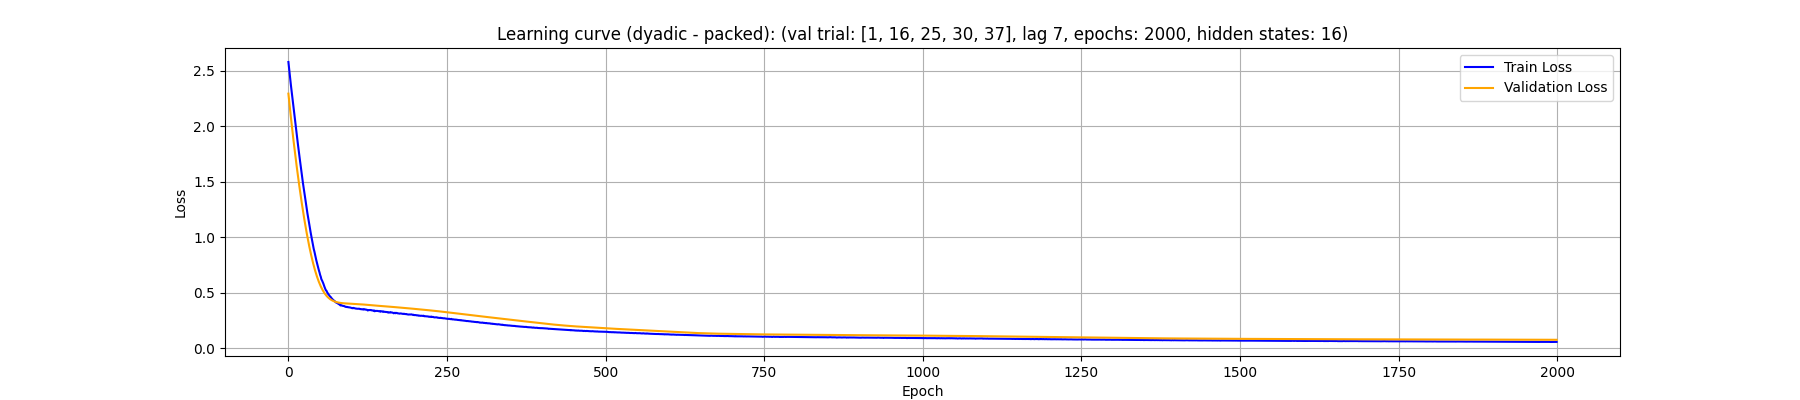 Learning curve (dyadic - packed): (val trial: [1, 16, 25, 30, 37], lag 7, epochs: 2000, hidden states: 16)
Train Loss
Validation Loss
Loss
2.5
2.0
1.5
1.0
0.5
0.0
0 250 500 750 1000 1250 1500 1750 2000
Epoch